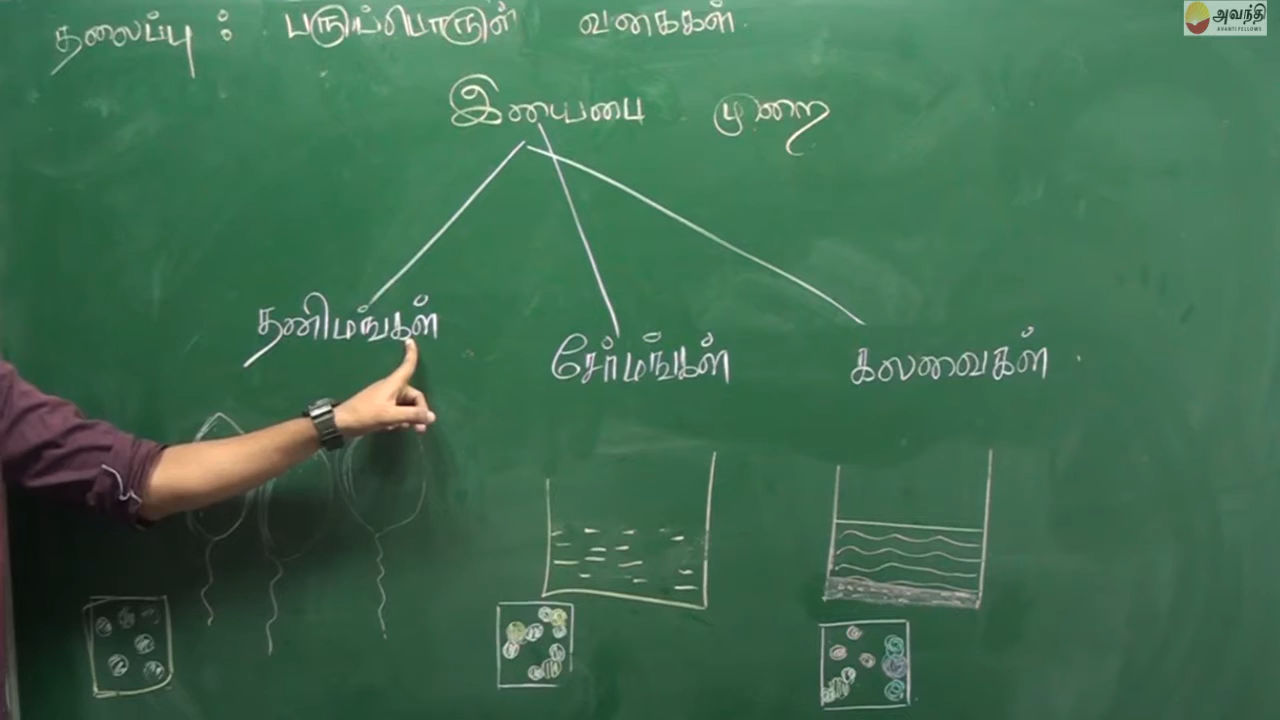 அவந்தி
AVANTI FELLOWS
தலைப்பு : பருப்பொருள் வகைகள்.
இயைபை முறை
தனிமங்கள்
சேர்மங்கள்
கலவைகள்